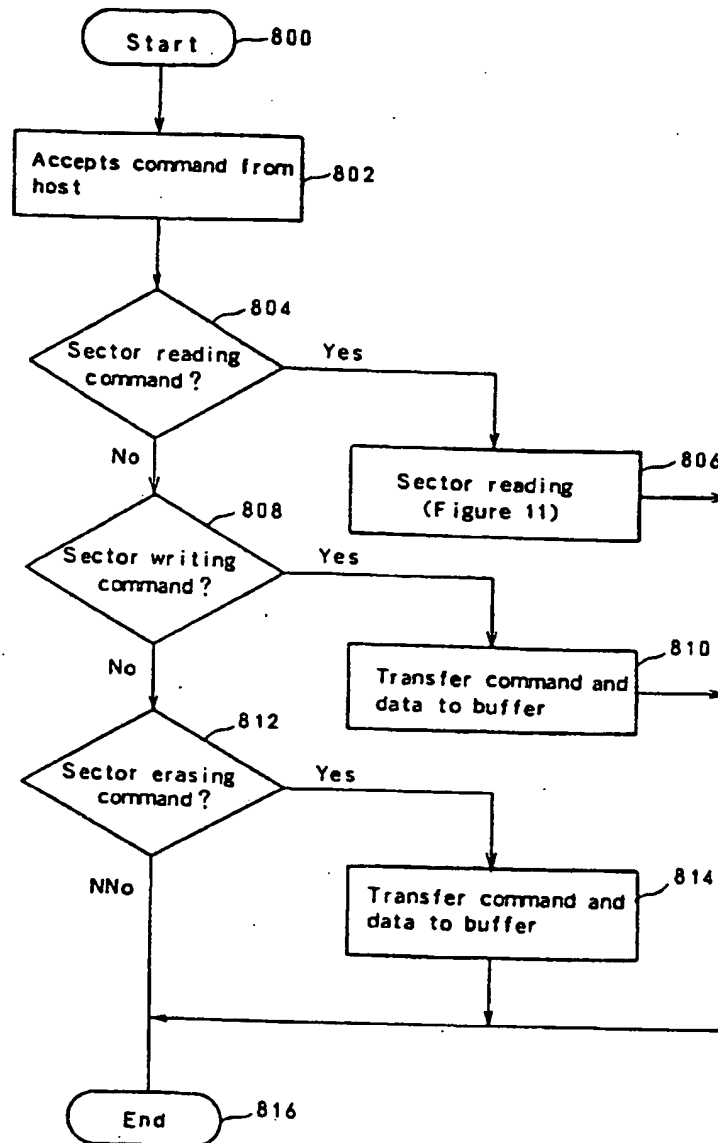 Start
800
Accepts command from
host
802
804
Sector reading
command?
Yes
No
806
Sector reading
(Figure 11)
808
Sector writing
command?
Yes
No
810
Transfer command and
data to buffer
812
Sector erasing
command?
Yes
NNo
814
Transfer command and
data to buffer
End
816